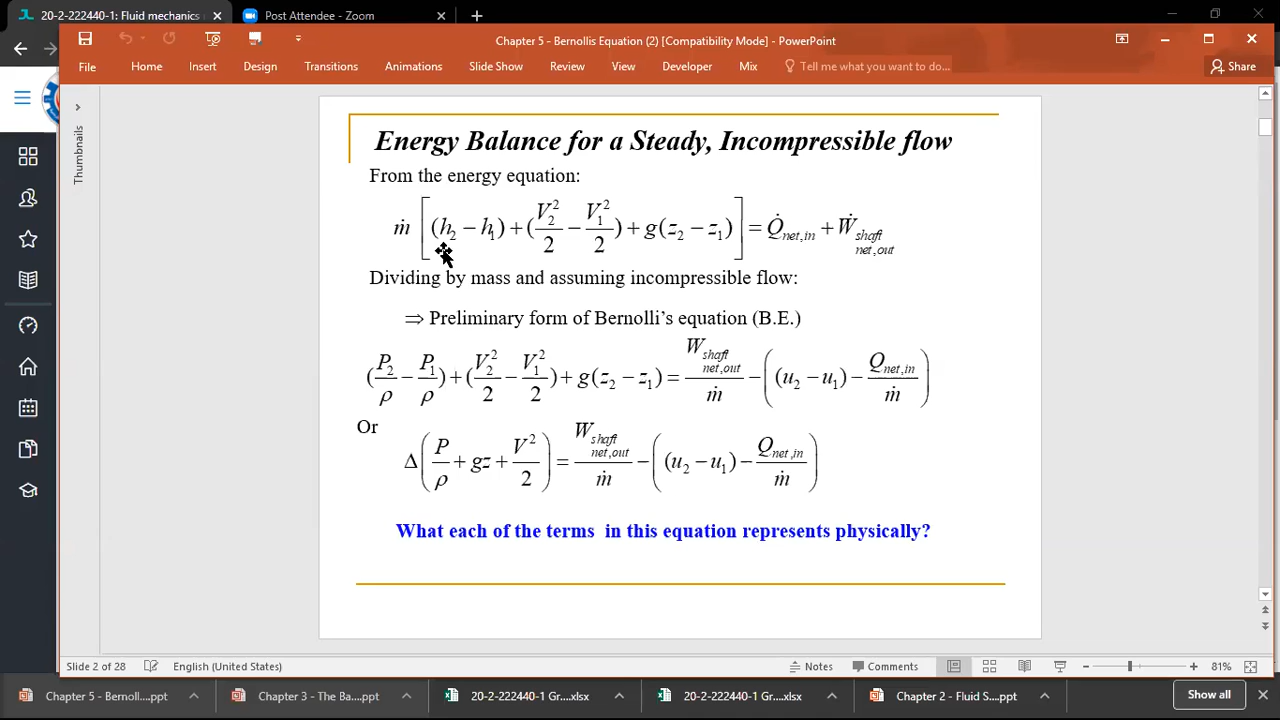 20-2-222440-1: Fluid mechanics
Post Attendee - Zoom
Chapter 5 - Bernollis Equation (2) [Compatibility Mode] - PowerPoint
File Home Insert Design Transitions Animations Slide Show Review View Developer Mix Tell me what you want to do... Share
Thumbnails
Energy Balance for a Steady, Incompressible flow
From the energy equation:
ṁ [(h₂ − h₁) + (V₂²/2 − V₁²/2) + g(z₂ − z₁)] = Q̇net,in + Ẇshaft net,out
Dividing by mass and assuming incompressible flow:
⇒ Preliminary form of Bernolli’s equation (B.E.)
(P₂/ρ − P₁/ρ) + (V₂²/2 − V₁²/2) + g(z₂ − z₁) = Wshaft net,out/ṁ − ((u₂ − u₁) − Qnet,in/ṁ)
Or
Δ(P/ρ + gz + V²/2) = Wshaft net,out/ṁ − ((u₂ − u₁) − Qnet,in/ṁ)
What each of the terms in this equation represents physically?
Slide 2 of 28 English (United States) Notes Comments 81%
Chapter 5 - Bernoll....ppt Chapter 3 - The Ba....ppt 20-2-222440-1 Gr....xlsx 20-2-222440-1 Gr....xlsx Chapter 2 - Fluid S....ppt Show all